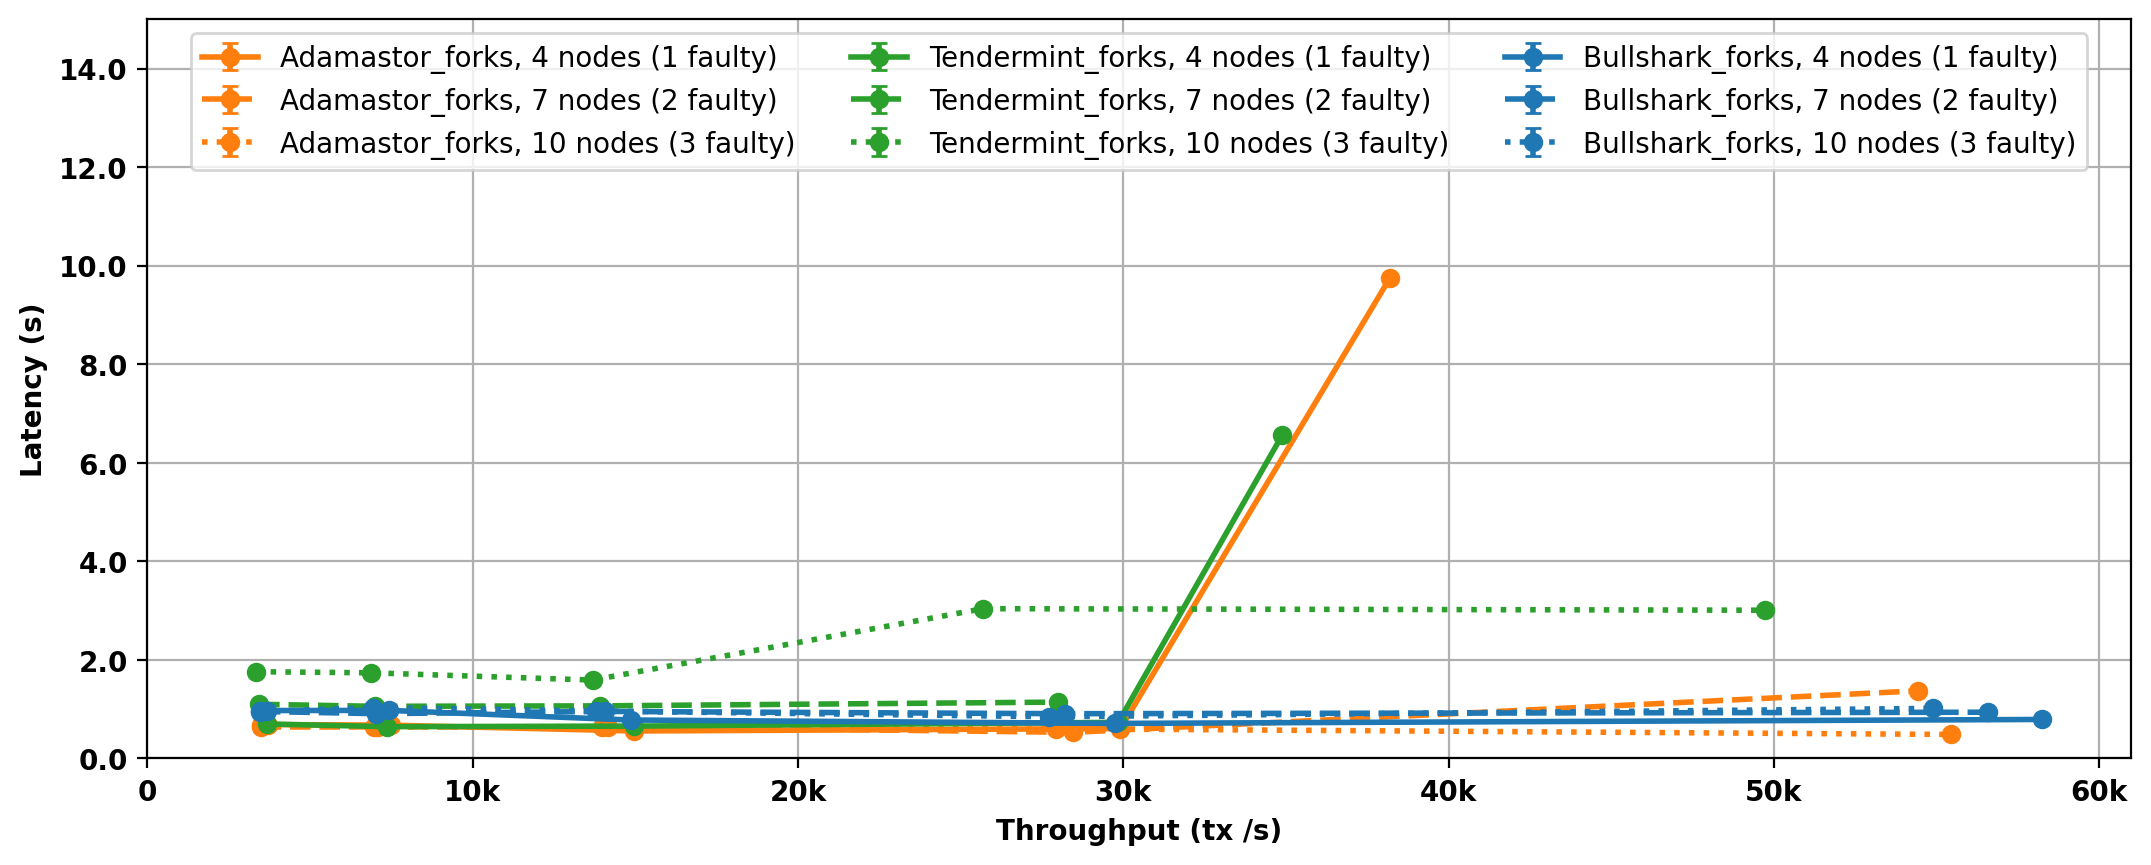 Adamastor_forks, 4 nodes (1 faulty)
Adamastor_forks, 7 nodes (2 faulty)
Adamastor_forks, 10 nodes (3 faulty)
Tendermint_forks, 4 nodes (1 faulty)
Tendermint_forks, 7 nodes (2 faulty)
Tendermint_forks, 10 nodes (3 faulty)
Bullshark_forks, 4 nodes (1 faulty)
Bullshark_forks, 7 nodes (2 faulty)
Bullshark_forks, 10 nodes (3 faulty)
Latency (s)
14.0
12.0
10.0
8.0
6.0
4.0
2.0
0.0
0
10k
20k
30k
40k
50k
60k
Throughput (tx /s)